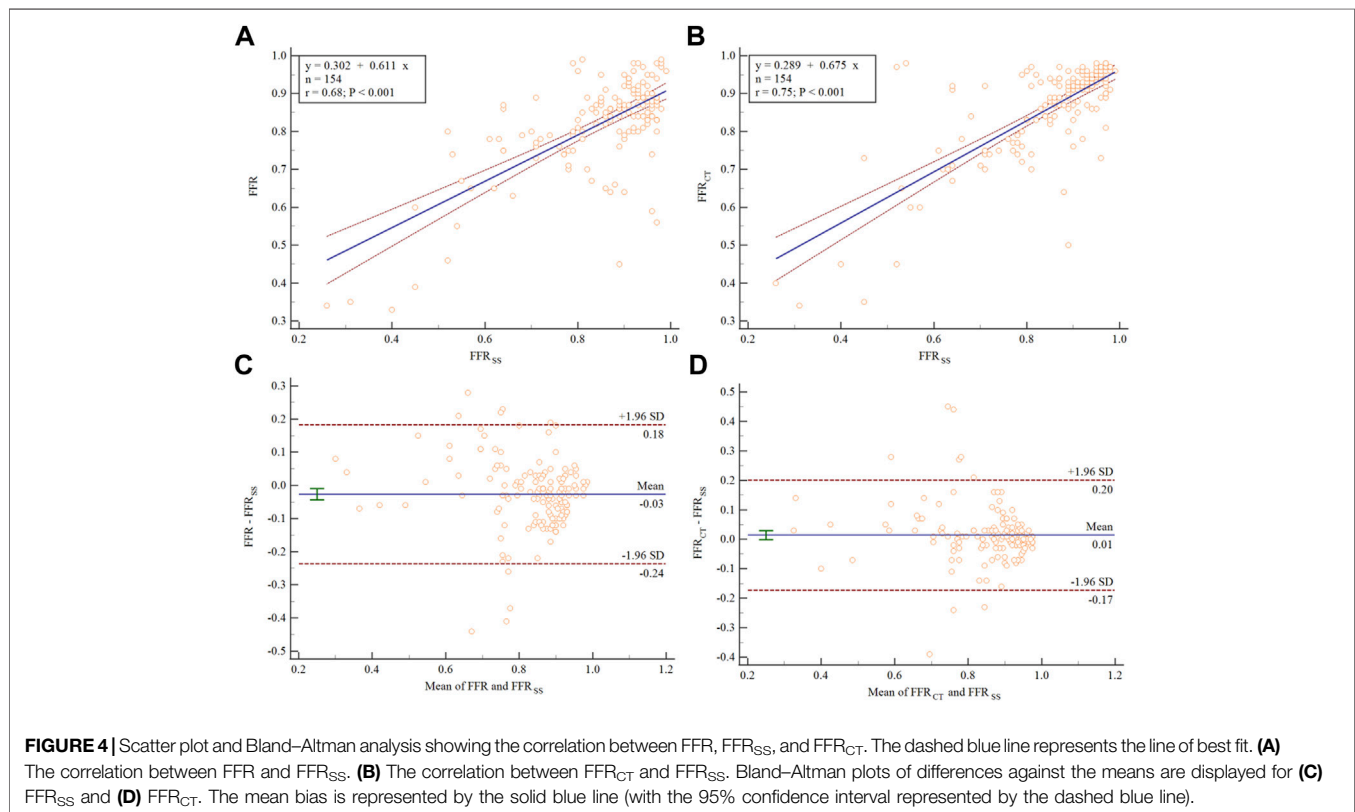 A
y = 0.302 + 0.611 x
n = 154
r = 0.68; P < 0.001
FFR
1.0
0.9
0.8
0.7
0.6
0.5
0.4
0.3
0.2 0.4 0.6 0.8 1.0
FFRSS
B
y = 0.289 + 0.675 x
n = 154
r = 0.75; P < 0.001
FFRCT
1.0
0.9
0.8
0.7
0.6
0.5
0.4
0.3
0.2 0.4 0.6 0.8 1.0
FFRSS
C
FFR - FFRSS
0.3
0.2
0.1
0.0
-0.1
-0.2
-0.3
-0.4
-0.5
+1.96 SD
0.18
Mean
-0.03
-1.96 SD
-0.24
0.2 0.4 0.6 0.8 1.0 1.2
Mean of FFR and FFRSS
D
FFRCT - FFRSS
0.5
0.4
0.3
0.2
0.1
0.0
-0.1
-0.2
-0.3
-0.4
+1.96 SD
0.20
Mean
0.01
-1.96 SD
-0.17
0.2 0.4 0.6 0.8 1.0 1.2
Mean of FFRCT and FFRSS
FIGURE 4 | Scatter plot and Bland–Altman analysis showing the correlation between FFR, FFRSS, and FFRCT. The dashed blue line represents the line of best fit. (A)
The correlation between FFR and FFRSS. (B) The correlation between FFRCT and FFRSS. Bland–Altman plots of differences against the means are displayed for (C)
FFRSS and (D) FFRCT. The mean bias is represented by the solid blue line (with the 95% confidence interval represented by the dashed blue line).